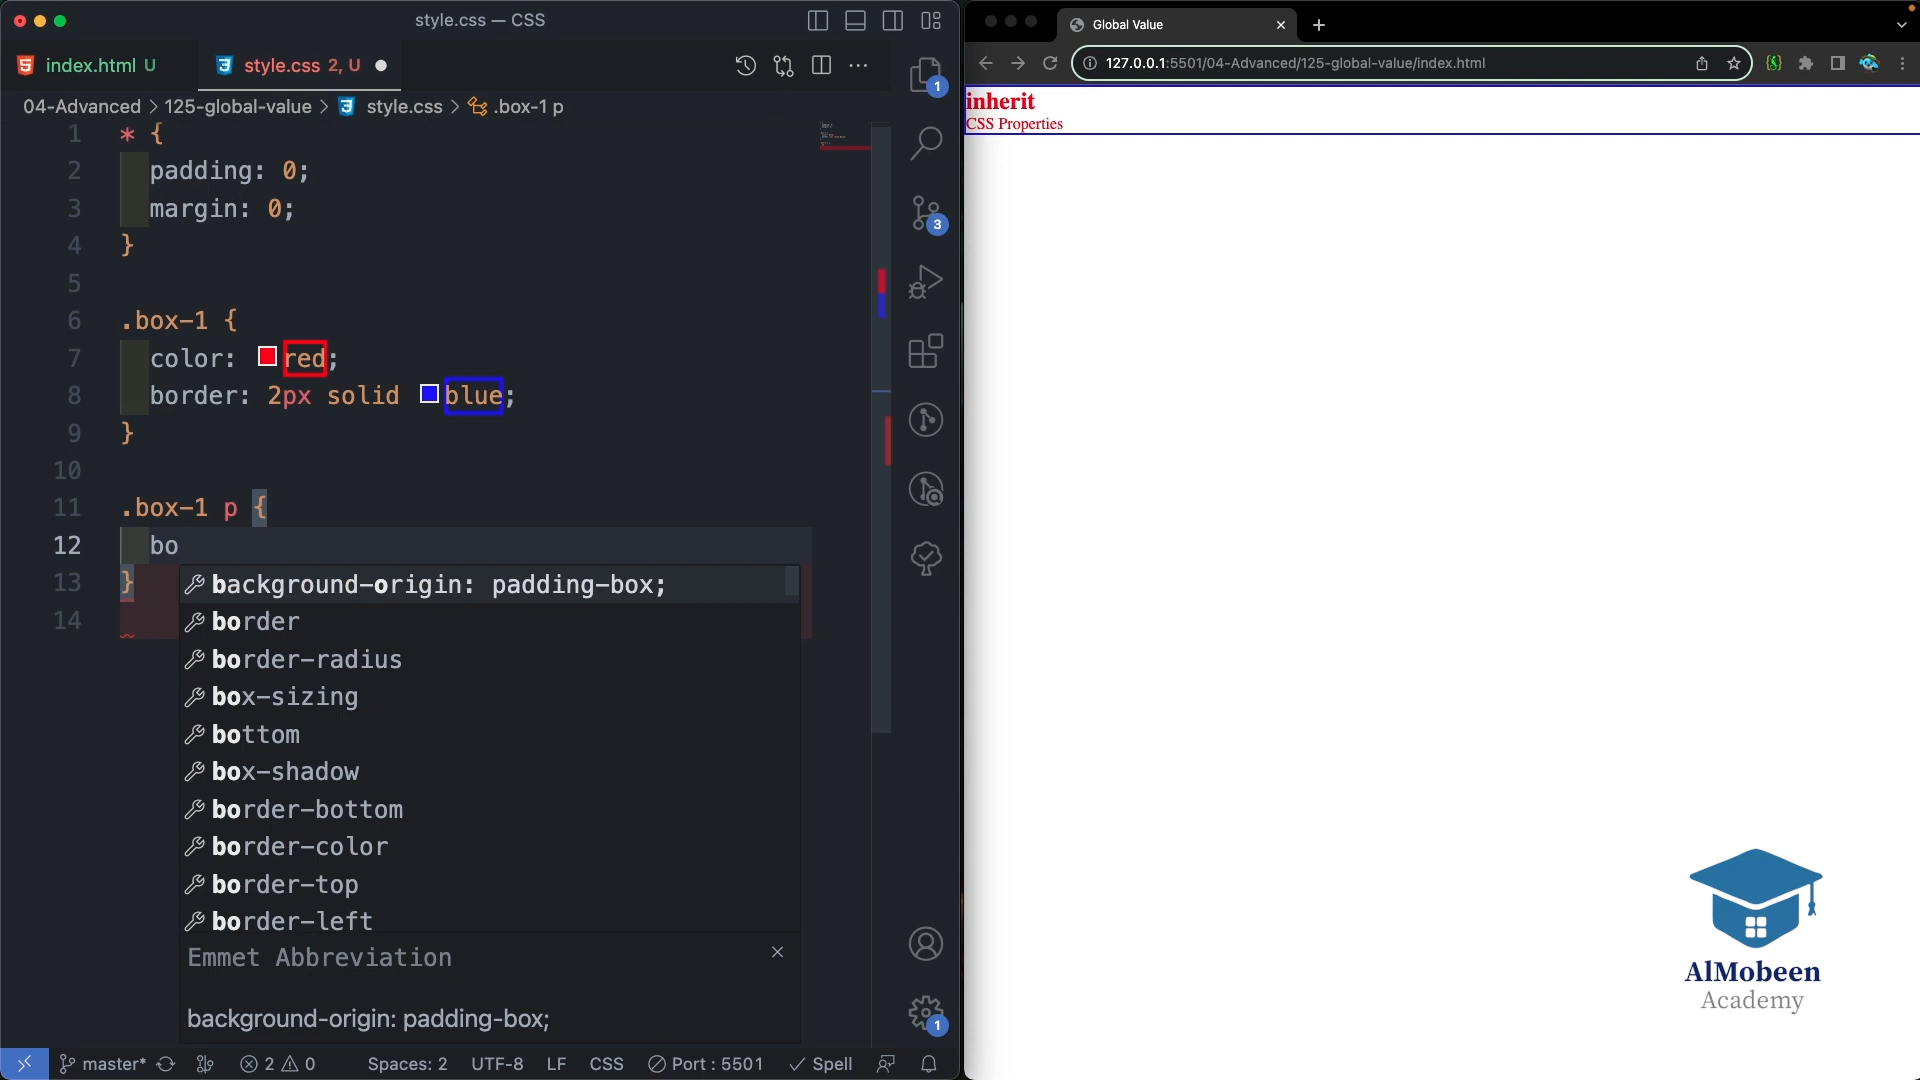 style.css — CSS
index.html U
style.css 2, U
04-Advanced > 125-global-value > style.css > .box-1 p
1 * {
2 padding: 0;
3 margin: 0;
4 }
5
6 .box-1 {
7 color: red;
8 border: 2px solid blue;
9 }
10
11 .box-1 p {
12 bo
13 }
14
background-origin: padding-box;
border
border-radius
box-sizing
bottom
box-shadow
border-bottom
border-color
border-top
border-left
Emmet Abbreviation
background-origin: padding-box;
1
3
1
master* 2 0 Spaces: 2 UTF-8 LF CSS Port : 5501 Spell
Global Value
127.0.0.1:5501/04-Advanced/125-global-value/index.html
inherit
CSS Properties
AlMobeen
Academy